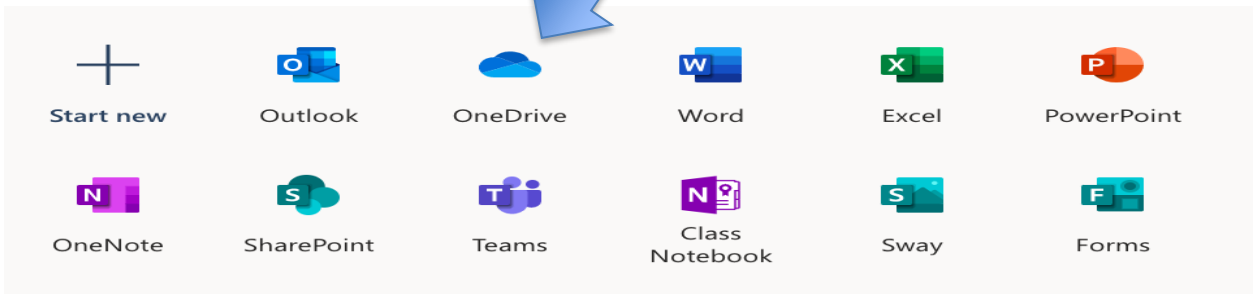 Start new Outlook OneDrive Word Excel PowerPoint
OneNote SharePoint Teams Class Notebook Sway Forms
O W X P
N S T N S F